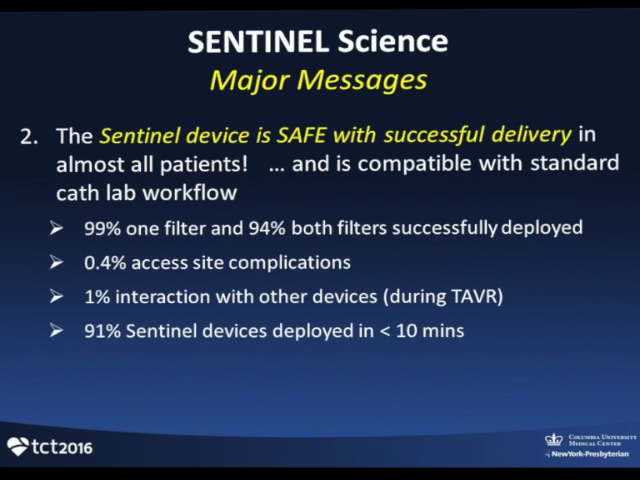 SENTINEL Science
Major Messages
2. The Sentinel device is SAFE with successful delivery in
almost all patients! ... and is compatible with standard
cath lab workflow
➢ 99% one filter and 94% both filters successfully deployed
➢ 0.4% access site complications
➢ 1% interaction with other devices (during TAVR)
➢ 91% Sentinel devices deployed in < 10 mins
tct2016
COLUMBIA UNIVERSITY
MEDICAL CENTER
NewYork-Presbyterian